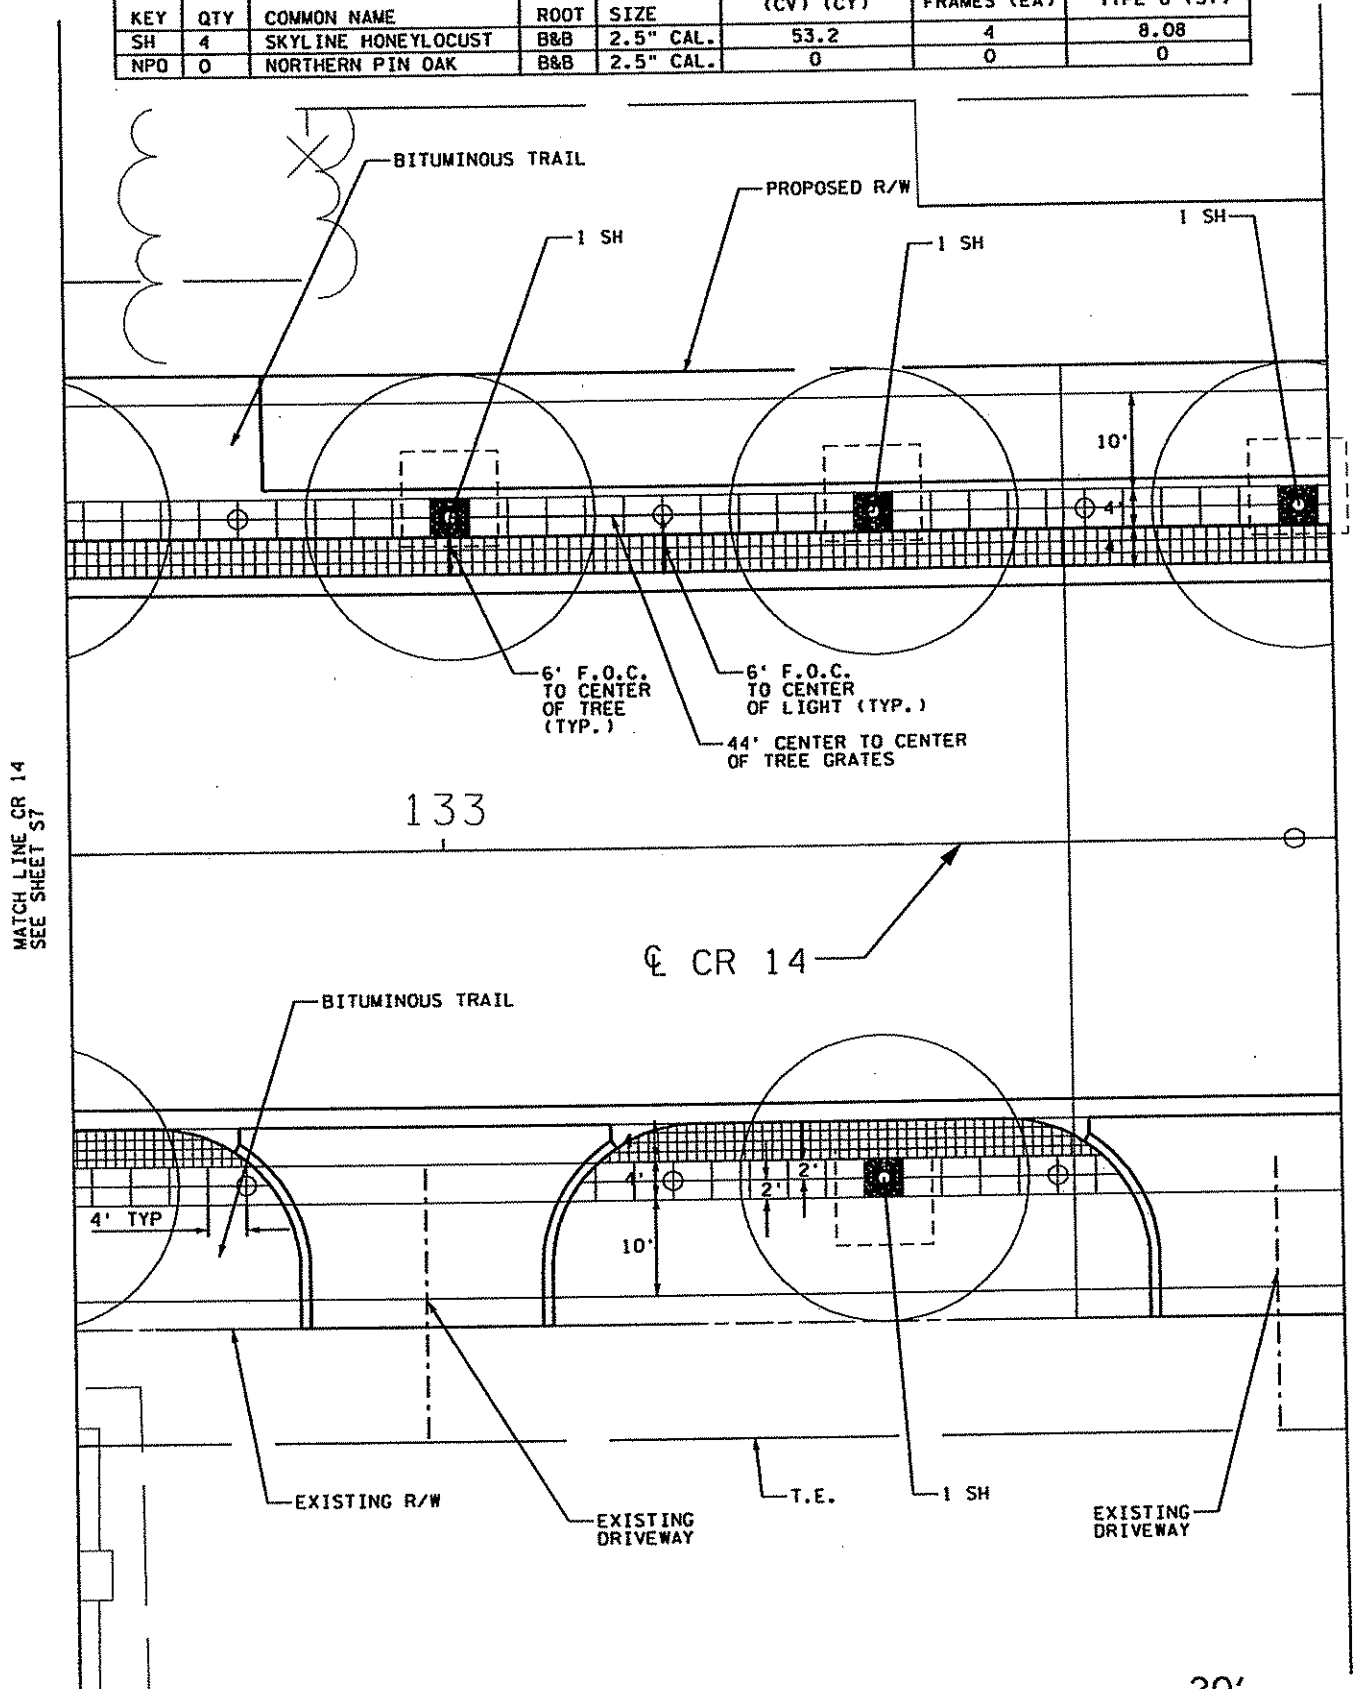 (CV) (CY) FRAMES (EA) TYPE
KEY QTY COMMON NAME ROOT SIZE
SH 4 SKYLINE HONEYLOCUST B&B 2.5" CAL. 53.2 4 8.08
NPO 0 NORTHERN PIN OAK B&B 2.5" CAL. 0 0 0
BITUMINOUS TRAIL
PROPOSED R/W
1 SH
1 SH
1 SH
10'
4'
4'
6' F.O.C.
TO CENTER
OF TREE
(TYP.)
6' F.O.C.
TO CENTER
OF LIGHT (TYP.)
44' CENTER TO CENTER
OF TREE GRATES
MATCH LINE CR 14
SEE SHEET S7
133
℄ CR 14
BITUMINOUS TRAIL
4'
4'
2'
2'
4' TYP
10'
EXISTING R/W
EXISTING
DRIVEWAY
T.E.
1 SH
EXISTING
DRIVEWAY